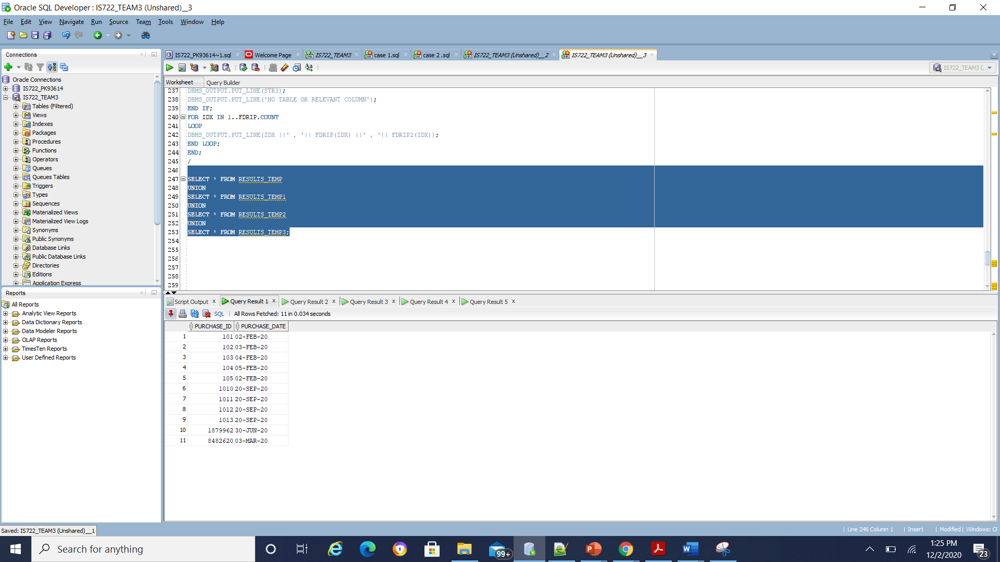 Oracle SQL Developer : IS722_TEAM3 (Unshared)__3
File Edit View Navigate Run Source Team Tools Window Help
Connections
Oracle Connections
IS722_PK93614
IS722_TEAM3
Tables (Filtered)
Views
Indexes
Packages
Procedures
Functions
Operators
Queues
Queues Tables
Triggers
Types
Sequences
Materialized Views
Materialized View Logs
Synonyms
Public Synonyms
Database Links
Public Database Links
Directories
Editions
Application Express
Reports
All Reports
Analytic View Reports
Data Dictionary Reports
Data Modeler Reports
OLAP Reports
TimesTen Reports
User Defined Reports
IS722_PK93614~1.sql Welcome Page IS722_TEAM3 case 1.sql case 2 .sql IS722_TEAM3 (Unshared)__2 IS722_TEAM3 (Unshared)__3
IS722_TEAM3 (...
Worksheet Query Builder
237 DBMS_OUTPUT.PUT_LINE(STR3);
238 DBMS_OUTPUT.PUT_LINE('NO TABLE OR RELEVANT COLUMN');
239 END IF;
240 FOR IDX IN 1..FDRIP.COUNT
241 LOOP
242 DBMS_OUTPUT.PUT_LINE(IDX ||' , '|| FDRIP(IDX) ||' , '|| FDRIP2(IDX));
243 END LOOP;
244 END;
245 /
246
247 SELECT * FROM RESULTS_TEMP
248 UNION
249 SELECT * FROM RESULTS_TEMP1
250 UNION
251 SELECT * FROM RESULTS_TEMP2
252 UNION
253 SELECT * FROM RESULTS_TEMP3;
254
255
256
257
258
259
Script Output x Query Result 1 x Query Result 2 x Query Result 3 x Query Result 4 x Query Result 5 x
SQL | All Rows Fetched: 11 in 0.034 seconds
PURCHASE_ID PURCHASE_DATE
1 101 02-FEB-20
2 102 03-FEB-20
3 103 04-FEB-20
4 104 05-FEB-20
5 105 02-FEB-20
6 1010 20-SEP-20
7 1011 20-SEP-20
8 1012 20-SEP-20
9 1013 20-SEP-20
10 1879962 30-JUN-20
11 8482620 03-MAR-20
Saved: IS722_TEAM3 (Unshared)__1
| Line 246 Column 1 | Insert | Modified | Windows: CF
Search for anything
99+
1:25 PM
12/2/2020
23